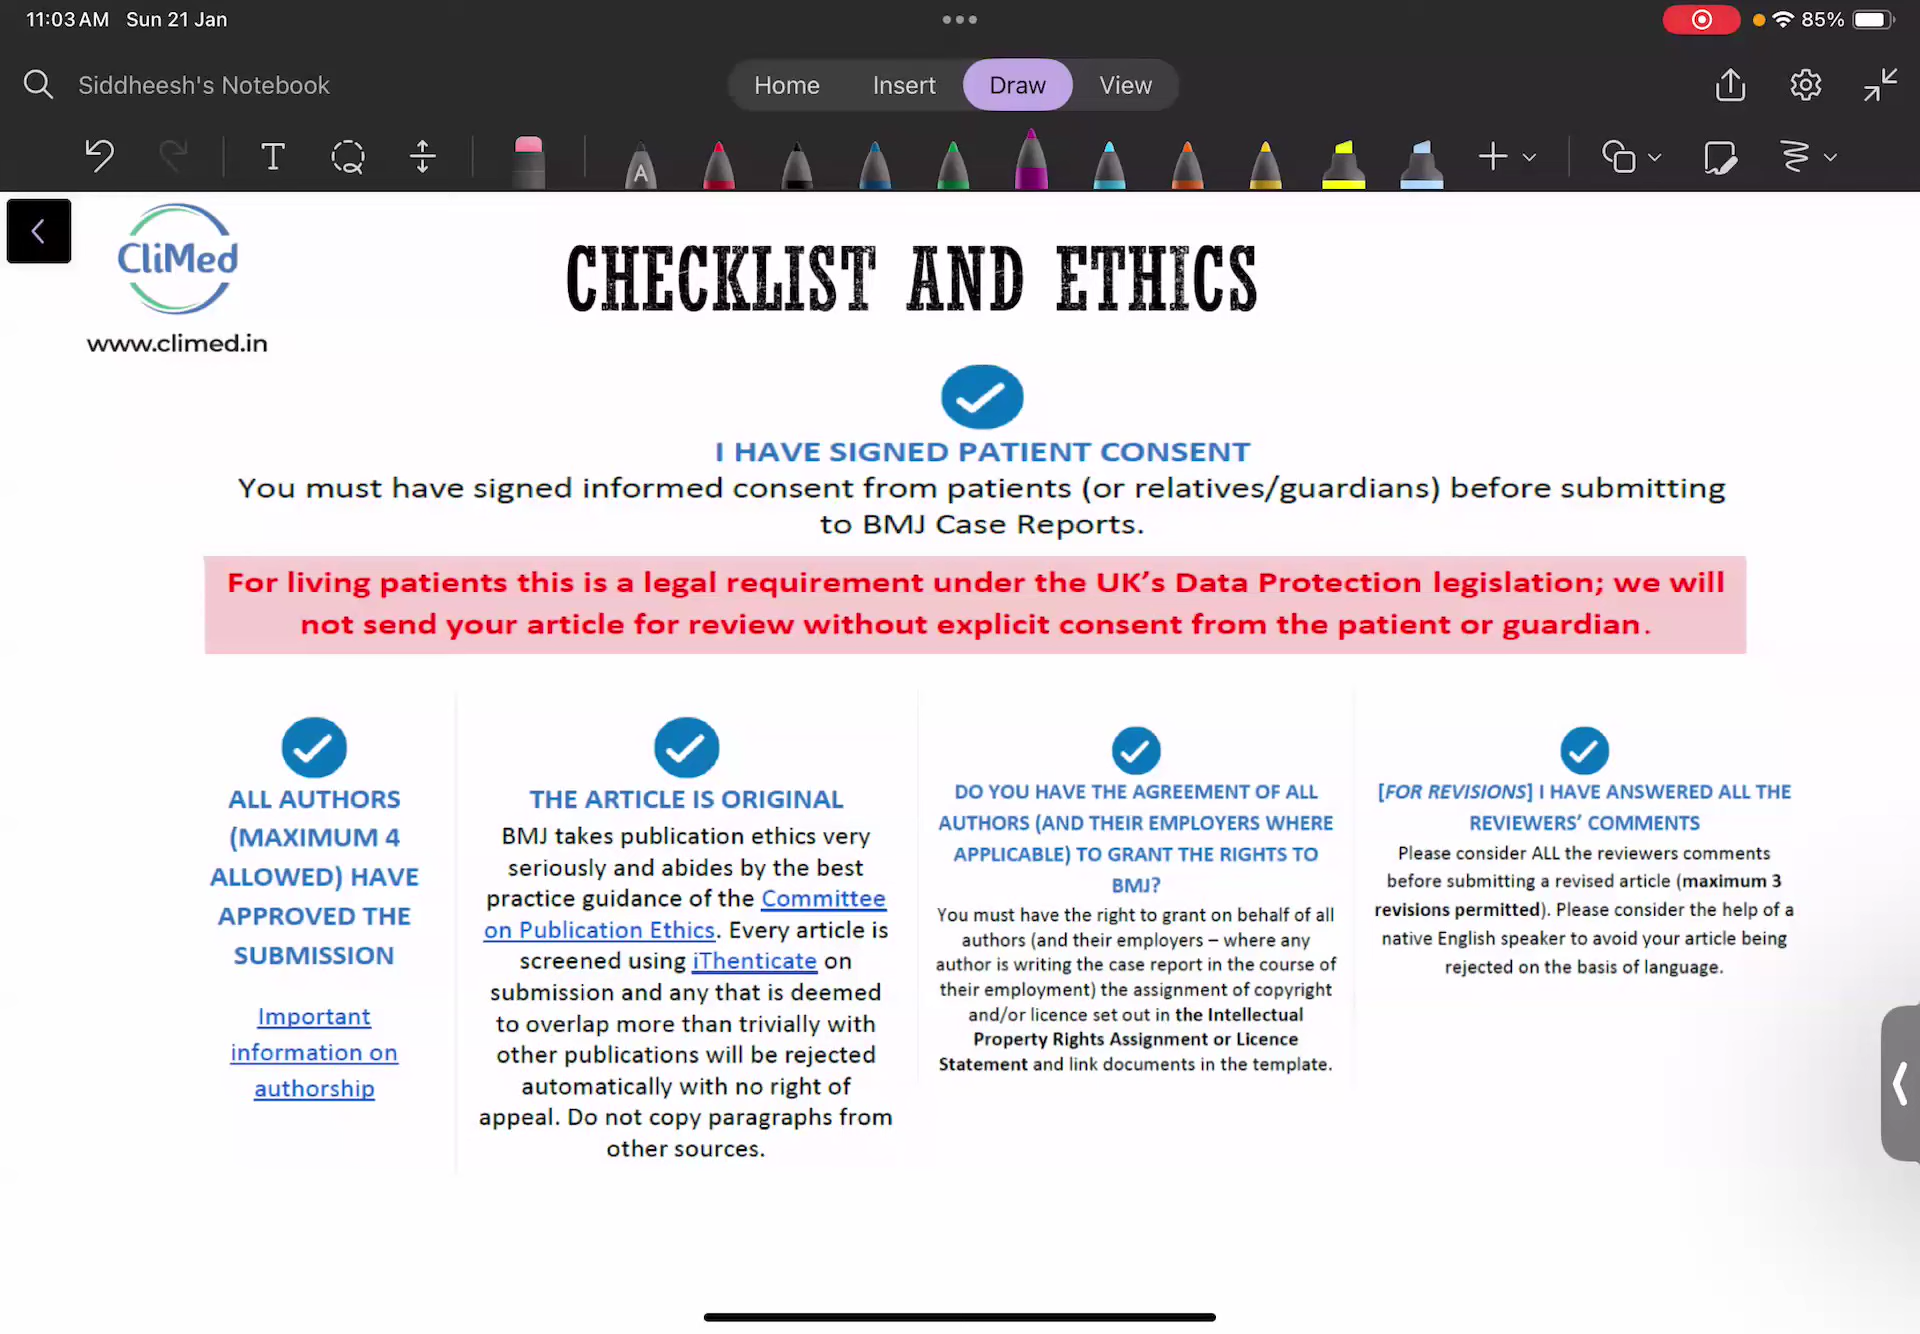 11:03 AM Sun 21 Jan
85%
Siddheesh's Notebook
Home
Insert
Draw
View
T
A
CliMed
www.climed.in
CHECKLIST AND ETHICS
I HAVE SIGNED PATIENT CONSENT
You must have signed informed consent from patients (or relatives/guardians) before submitting
to BMJ Case Reports.
For living patients this is a legal requirement under the UK’s Data Protection legislation; we will
not send your article for review without explicit consent from the patient or guardian.
ALL AUTHORS
(MAXIMUM 4
ALLOWED) HAVE
APPROVED THE
SUBMISSION
Important
information on
authorship
THE ARTICLE IS ORIGINAL
BMJ takes publication ethics very
seriously and abides by the best
practice guidance of the Committee
on Publication Ethics. Every article is
screened using iThenticate on
submission and any that is deemed
to overlap more than trivially with
other publications will be rejected
automatically with no right of
appeal. Do not copy paragraphs from
other sources.
DO YOU HAVE THE AGREEMENT OF ALL
AUTHORS (AND THEIR EMPLOYERS WHERE
APPLICABLE) TO GRANT THE RIGHTS TO
BMJ?
You must have the right to grant on behalf of all
authors (and their employers – where any
author is writing the case report in the course of
their employment) the assignment of copyright
and/or licence set out in the Intellectual
Property Rights Assignment or Licence
Statement and link documents in the template.
[FOR REVISIONS] I HAVE ANSWERED ALL THE
REVIEWERS’ COMMENTS
Please consider ALL the reviewers comments
before submitting a revised article (maximum 3
revisions permitted). Please consider the help of a
native English speaker to avoid your article being
rejected on the basis of language.